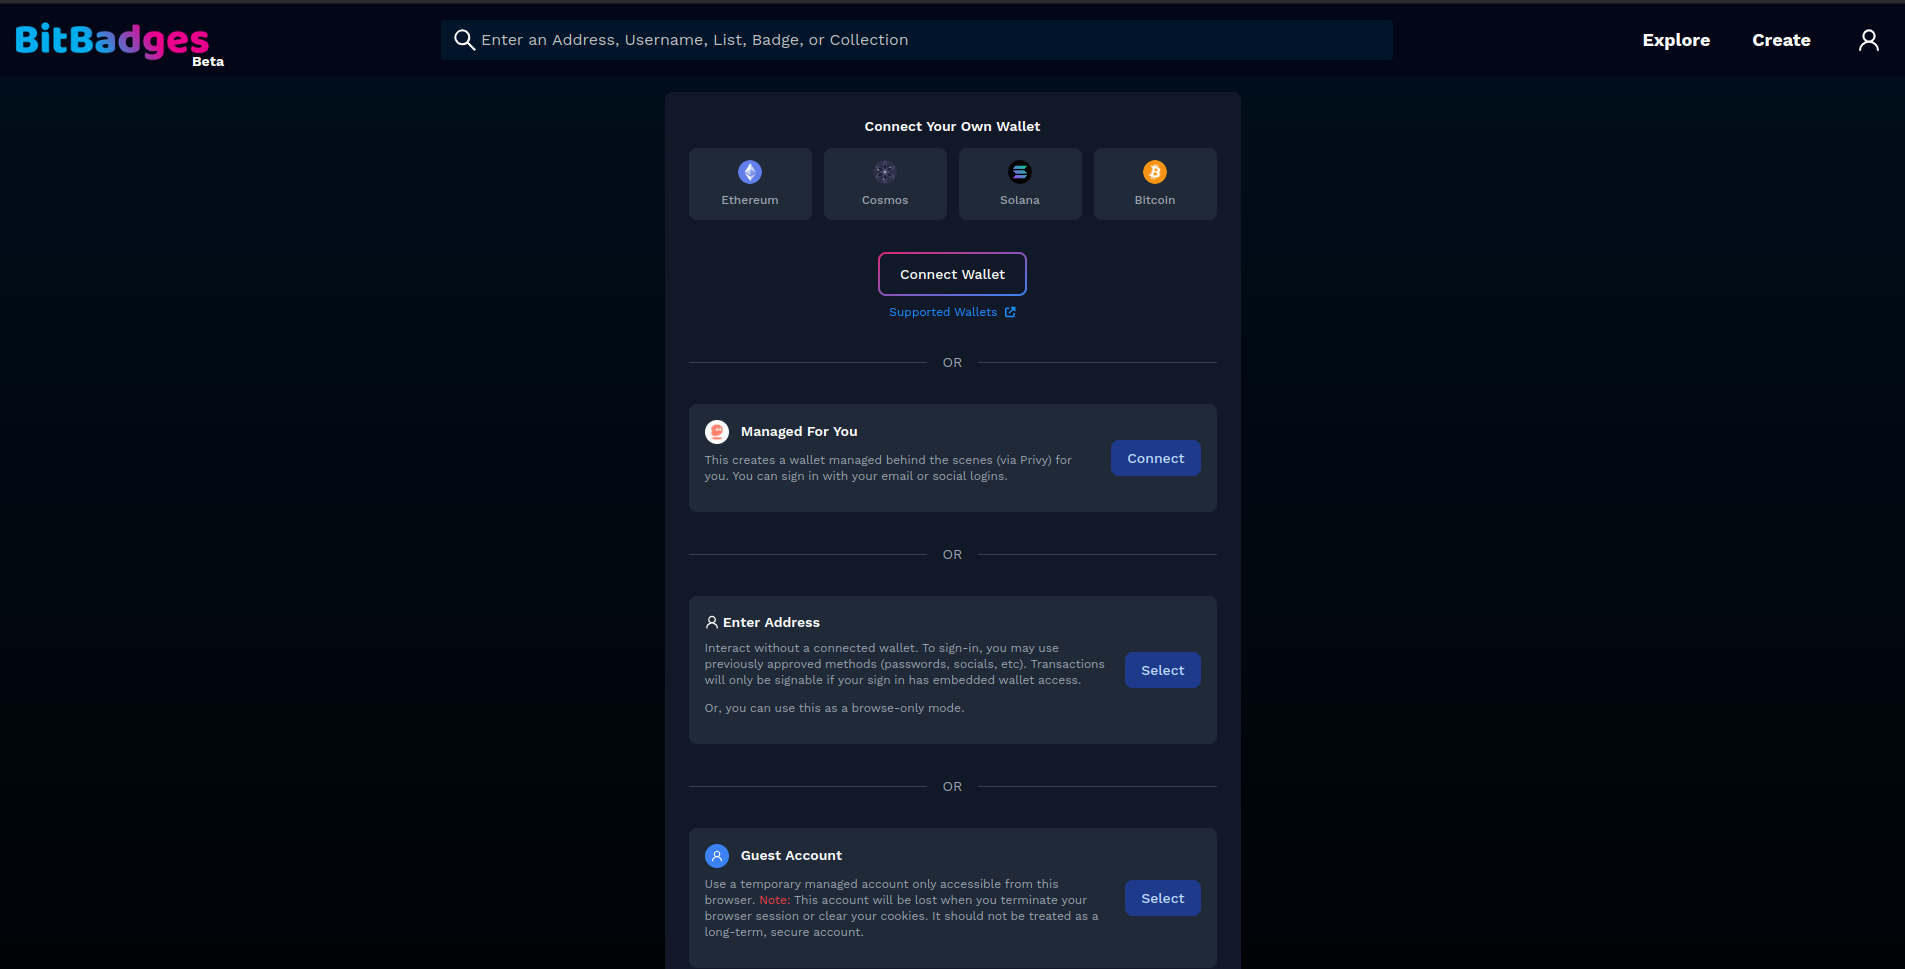 BitBadges
Beta
Enter an Address, Username, List, Badge, or Collection
Explore
Create
Connect Your Own Wallet
Ethereum
Cosmos
Solana
Bitcoin
Connect Wallet
Supported Wallets
OR
Managed For You
This creates a wallet managed behind the scenes (via Privy) for
you. You can sign in with your email or social logins.
Connect
OR
Enter Address
Interact without a connected wallet. To sign-in, you may use
previously approved methods (passwords, socials, etc). Transactions
will only be signable if your sign in has embedded wallet access.
Or, you can use this as a browse-only mode.
Select
OR
Guest Account
Use a temporary managed account only accessible from this
browser. Note: This account will be lost when you terminate your
browser session or clear your cookies. It should not be treated as a
long-term, secure account.
Select